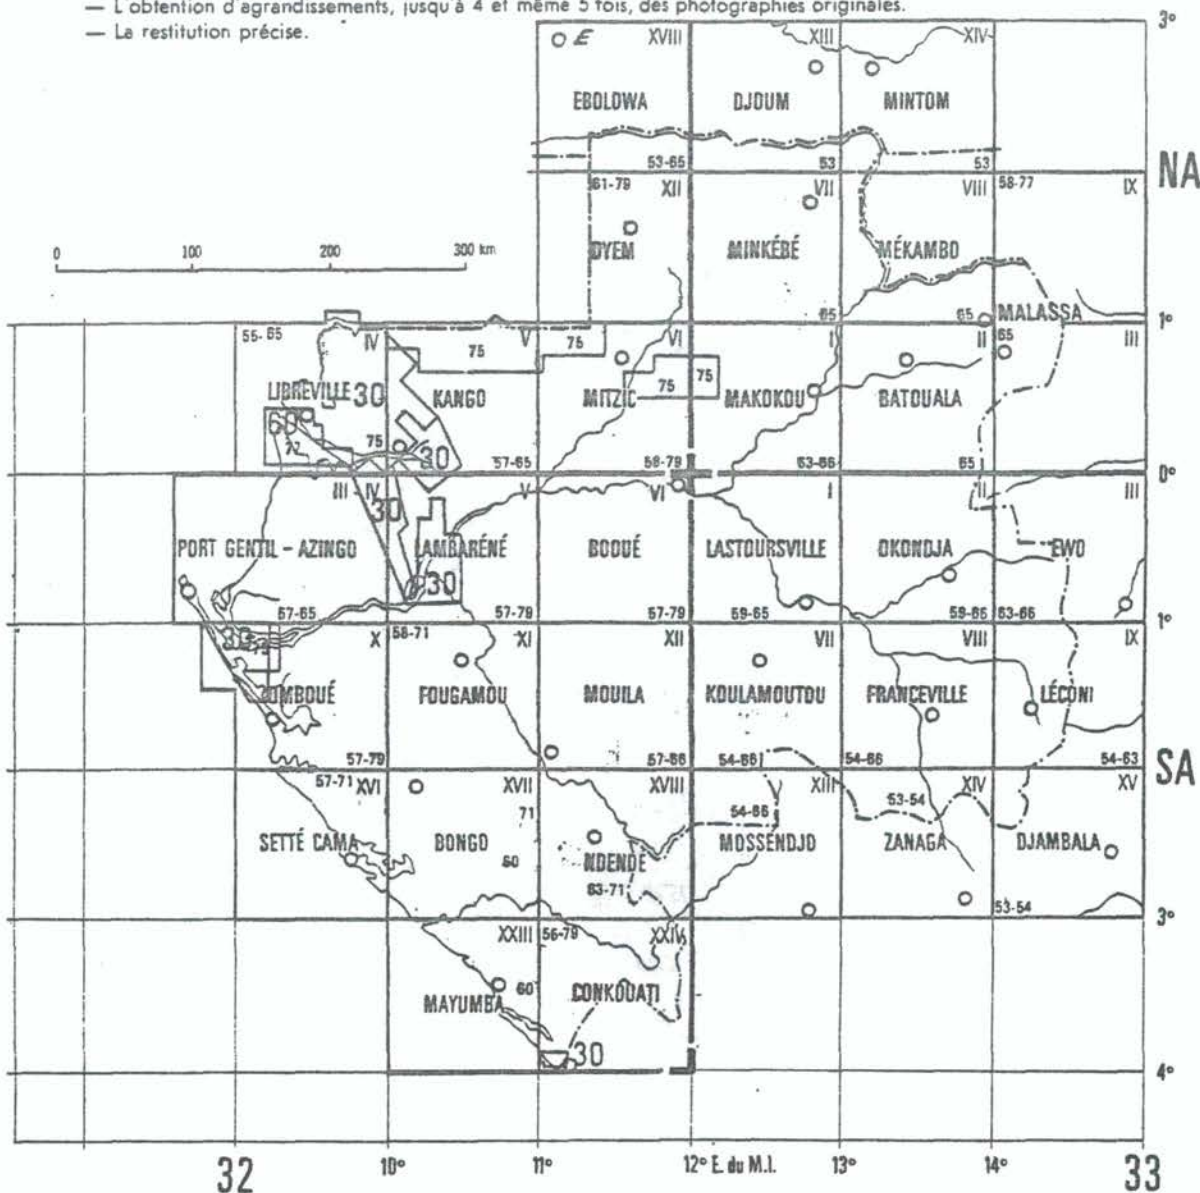 — L'obtention d'agrandissements, jusqu'à 4 et même 5 fois, des photographies originales.
— La restitution précise.
3°
E XVIII XIII XIV
EBOLOWA DJOUM MINTOM
53-65 53 53
NA
61-79 XII VII VIII 58-77 IX
0 100 200 300 km
DYEM MINKÉBÉ MÉKAMBO
65 65 MALASSA
1°
55-65 IV V VI I II 65 III
75 75 75 75
LIBREVILLE 30 KANGO MITZIC MAKOKOU BATOUALA
60 77 75 30
57-65 58-79 63-66 65
0°
III - IV V VI I II III
30
PORT GENTIL - AZINGO LAMBARÉNÉ BOOUÉ LASTOURSVILLE OKONDJA EWO
30
57-65 57-79 57-79 59-65 59-66 63-66
1°
30 X 58-71 XI XII VII VIII IX
OMBOUÉ FOUGAMOU MOUILA KOULAMOUTOU FRANCEVILLE LÉCONI
57-79 57-66 54-66 54-66 54-63
SA
57-71 XVI XVII XVIII XIII XIV XV
71 54-66 53-54
SETTÉ CAMA BONGO NDENDÉ MOSSENDJO ZANAGA DJAMBALA
60 63-71
53-54
3°
XXIII 56-79 XXIV
60
MAYUMBA CONKOUATI
30
4°
32 10° 11° 12° E. du M.I. 13° 14° 33